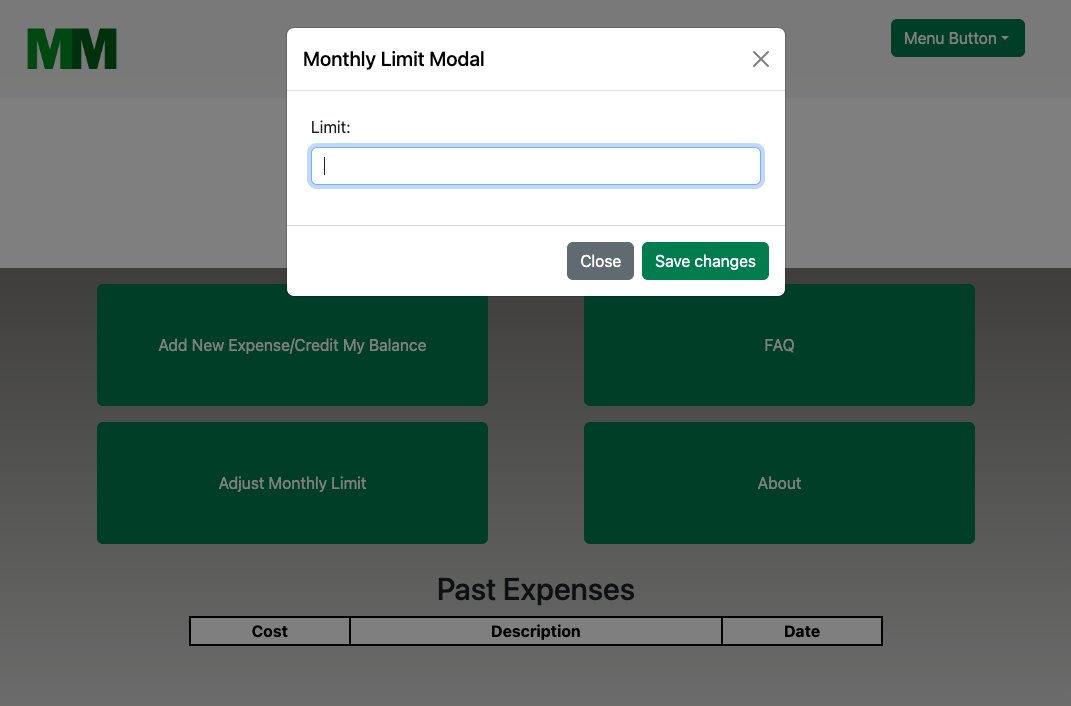 MM
Menu Button
Monthly Limit Modal
Limit:
Close
Save changes
Add New Expense/Credit My Balance
FAQ
Adjust Monthly Limit
About
Past Expenses
Cost Description Date